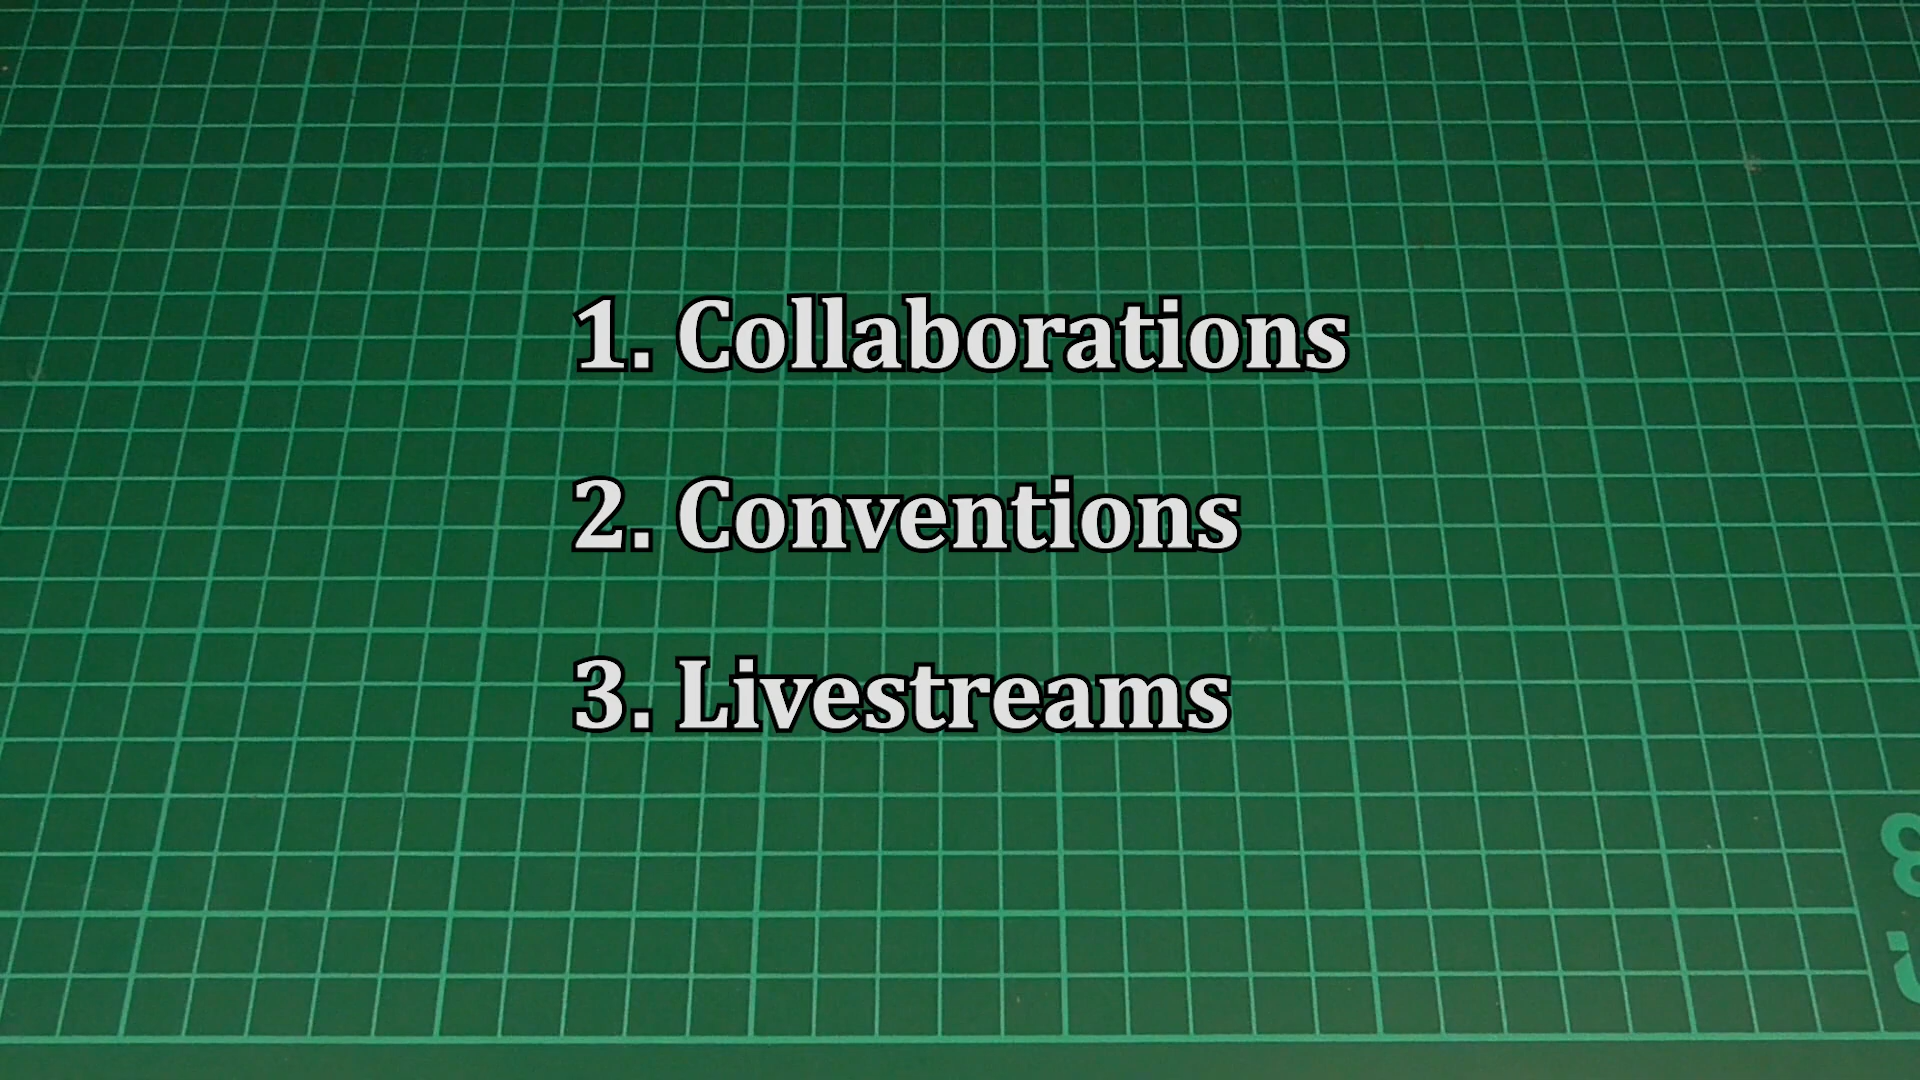 1. Collaborations
2. Conventions
3. Livestreams